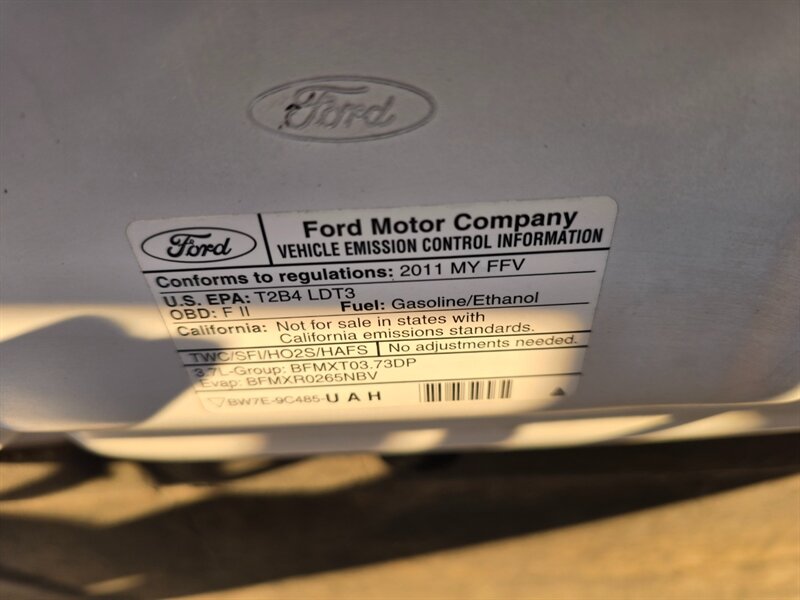 Ford
Ford
Ford Motor Company
VEHICLE EMISSION CONTROL INFORMATION
Conforms to regulations: 2011 MY FFV
U.S. EPA: T2B4 LDT3
OBD: F II
Fuel: Gasoline/Ethanol
California: Not for sale in states with
California emissions standards.
TWC/SFI/HO2S/HAFS
No adjustments needed.
3.7L-Group: BFMXT03.73DP
Evap: BFMXR0265NBV
BW7E-9C485-UAH